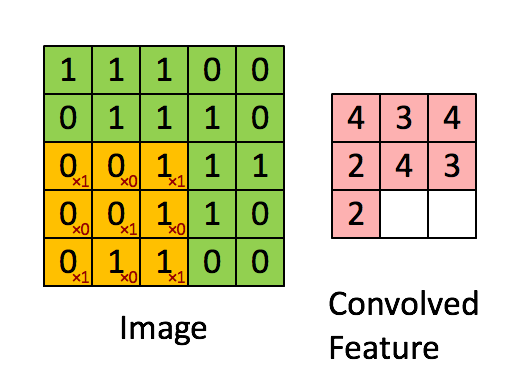 1 1 1 0 0
0 1 1 1 0
0×1 0×0 1×1 1 1
0×0 0×1 1×0 1 0
0×1 1×0 1×1 0 0
Image
4 3 4
2 4 3
2
Convolved
Feature